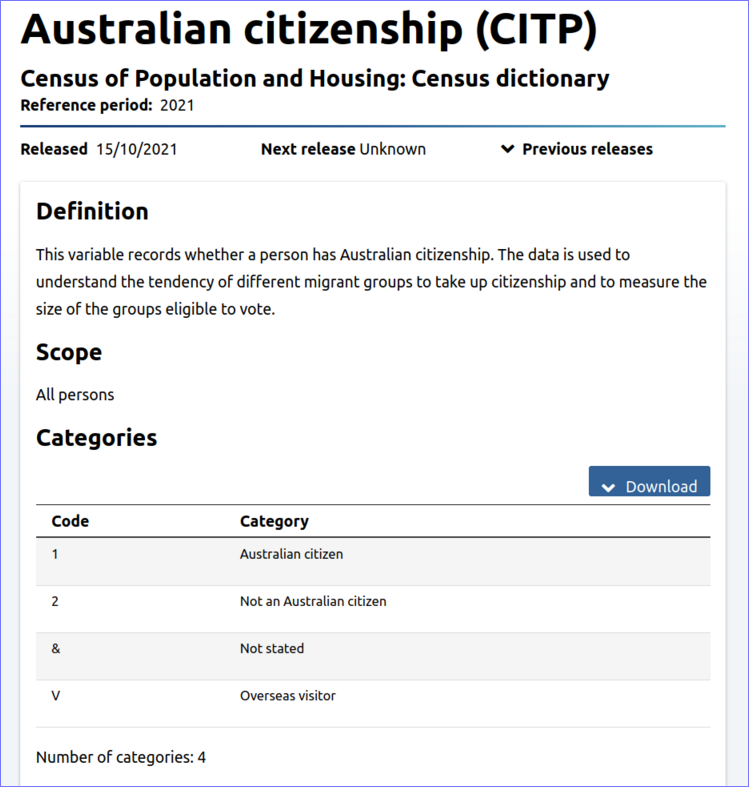 Australian citizenship (CITP)
Census of Population and Housing: Census dictionary
Reference period: 2021
Released 15/10/2021 Next release Unknown Previous releases
Definition
This variable records whether a person has Australian citizenship. The data is used to
understand the tendency of different migrant groups to take up citizenship and to measure the
size of the groups eligible to vote.
Scope
All persons
Categories
Download
Code Category
1 Australian citizen
2 Not an Australian citizen
& Not stated
V Overseas visitor
Number of categories: 4